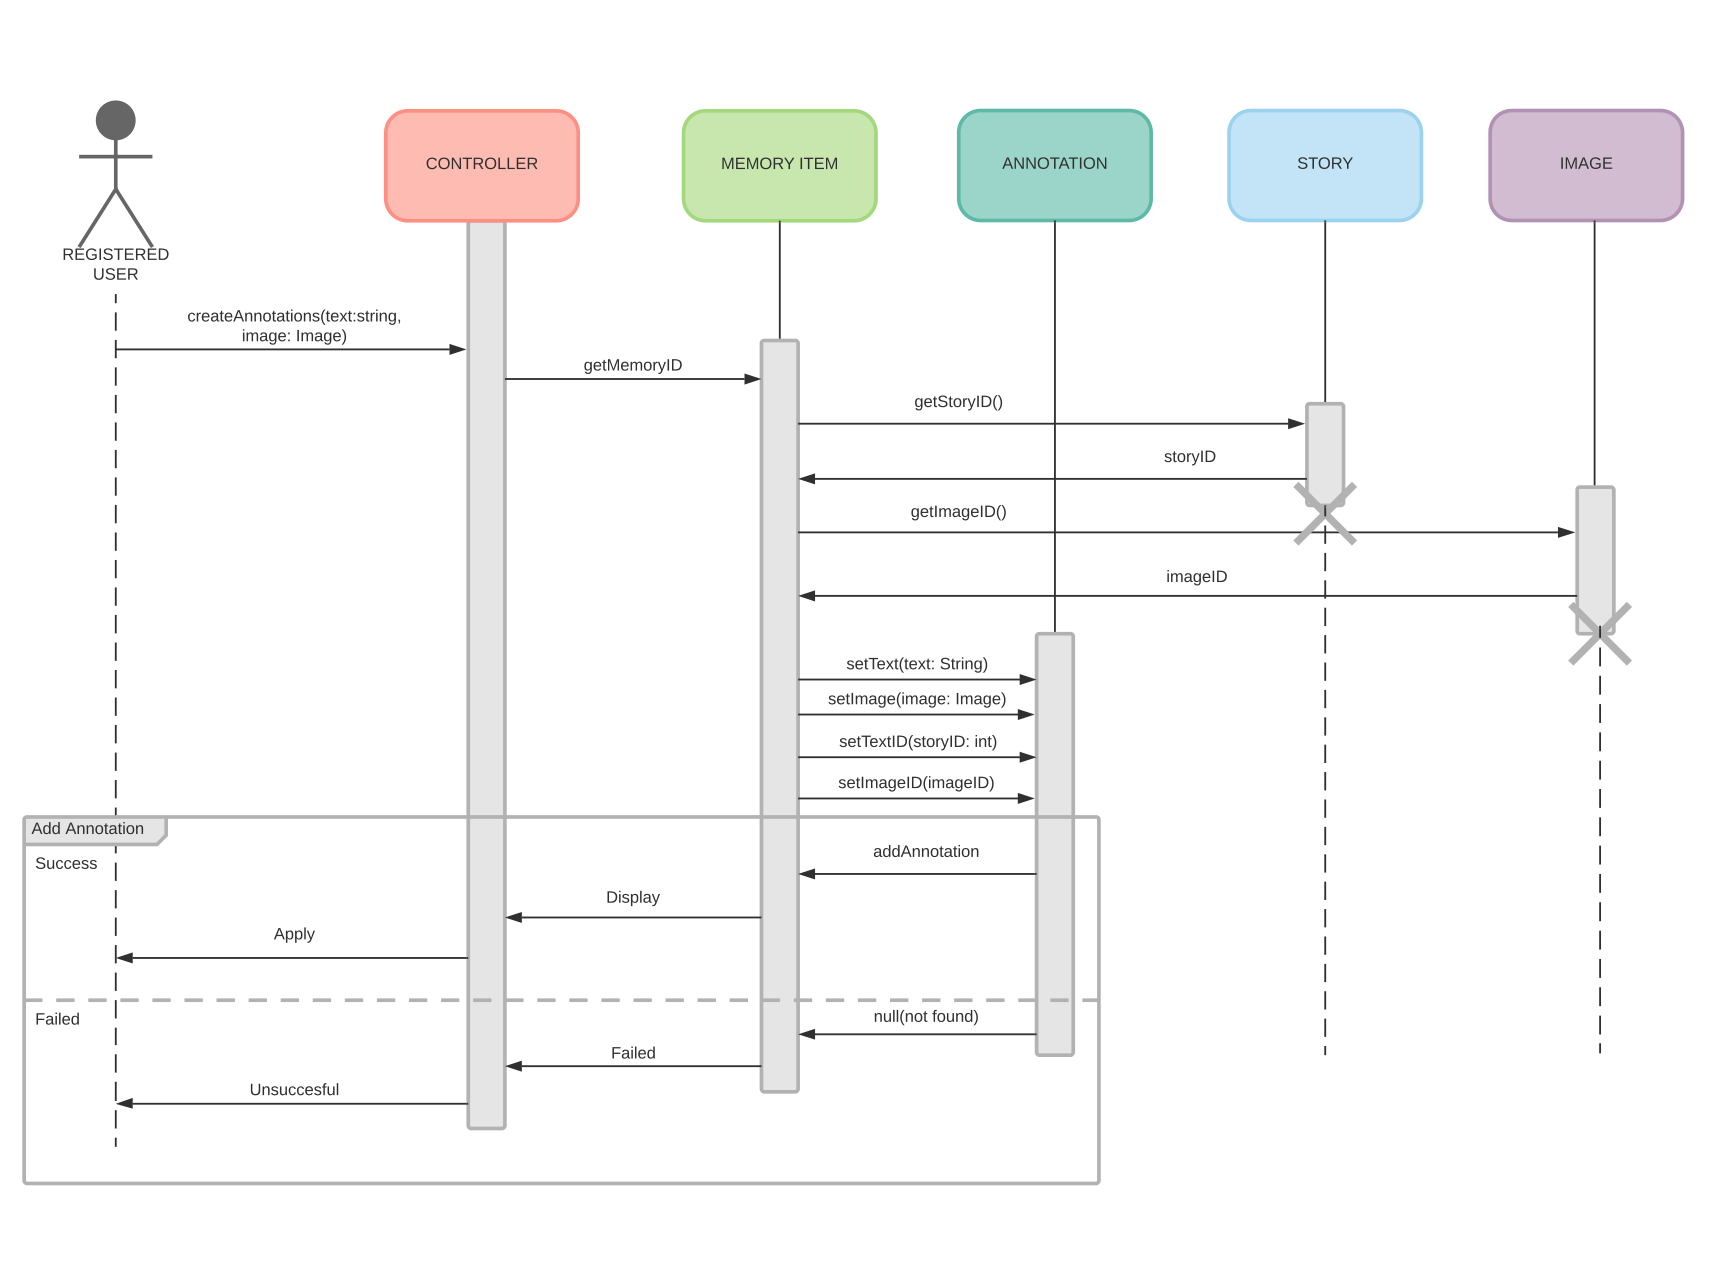 CONTROLLER
MEMORY ITEM
ANNOTATION
STORY
IMAGE
REGISTERED
USER
createAnnotations(text:string,
image: Image)
getMemoryID
getStoryID()
storyID
getImageID()
imageID
setText(text: String)
setImage(image: Image)
setTextID(storyID: int)
setImageID(imageID)
Add Annotation
Success
addAnnotation
Display
Apply
Failed
null(not found)
Failed
Unsuccesful